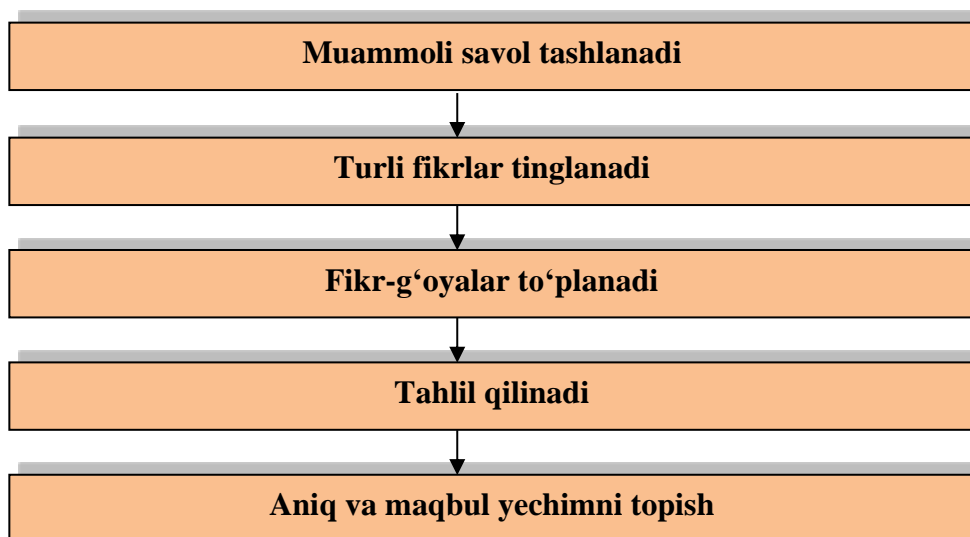 Muammoli savol tashlanadi
Turli fikrlar tinglanadi
Fikr-g‘oyalar to‘planadi
Tahlil qilinadi
Aniq va maqbul yechimni topish